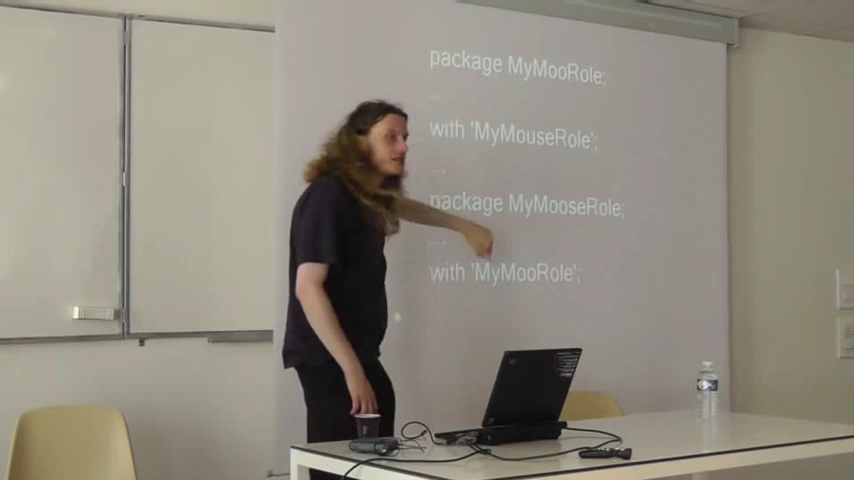 package MyMooRole;
...
with 'MyMouseRole';
...
package MyMooseRole;
...
with 'MyMooRole';